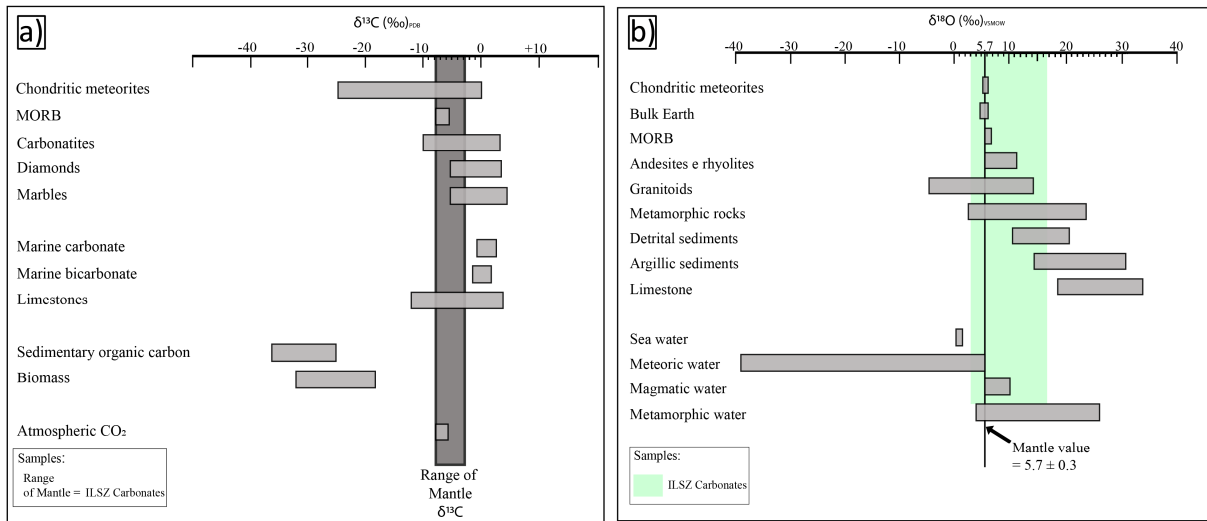 a)
δ¹³C (‰)PDB
-40 -30 -20 -10 0 +10
Chondritic meteorites
MORB
Carbonatites
Diamonds
Marbles
Marine carbonate
Marine bicarbonate
Limestones
Sedimentary organic carbon
Biomass
Atmospheric CO₂
Samples:
Range
of Mantle = ILSZ Carbonates
Range of
Mantle
δ¹³C
b)
δ¹⁸O (‰)VSMOW
-40 -30 -20 0 5.7 10 20 30 40
Chondritic meteorites
Bulk Earth
MORB
Andesites e rhyolites
Granitoids
Metamorphic rocks
Detrital sediments
Argillic sediments
Limestone
Sea water
Meteoric water
Magmatic water
Metamorphic water
Mantle value
= 5.7 ± 0.3
Samples:
ILSZ Carbonates